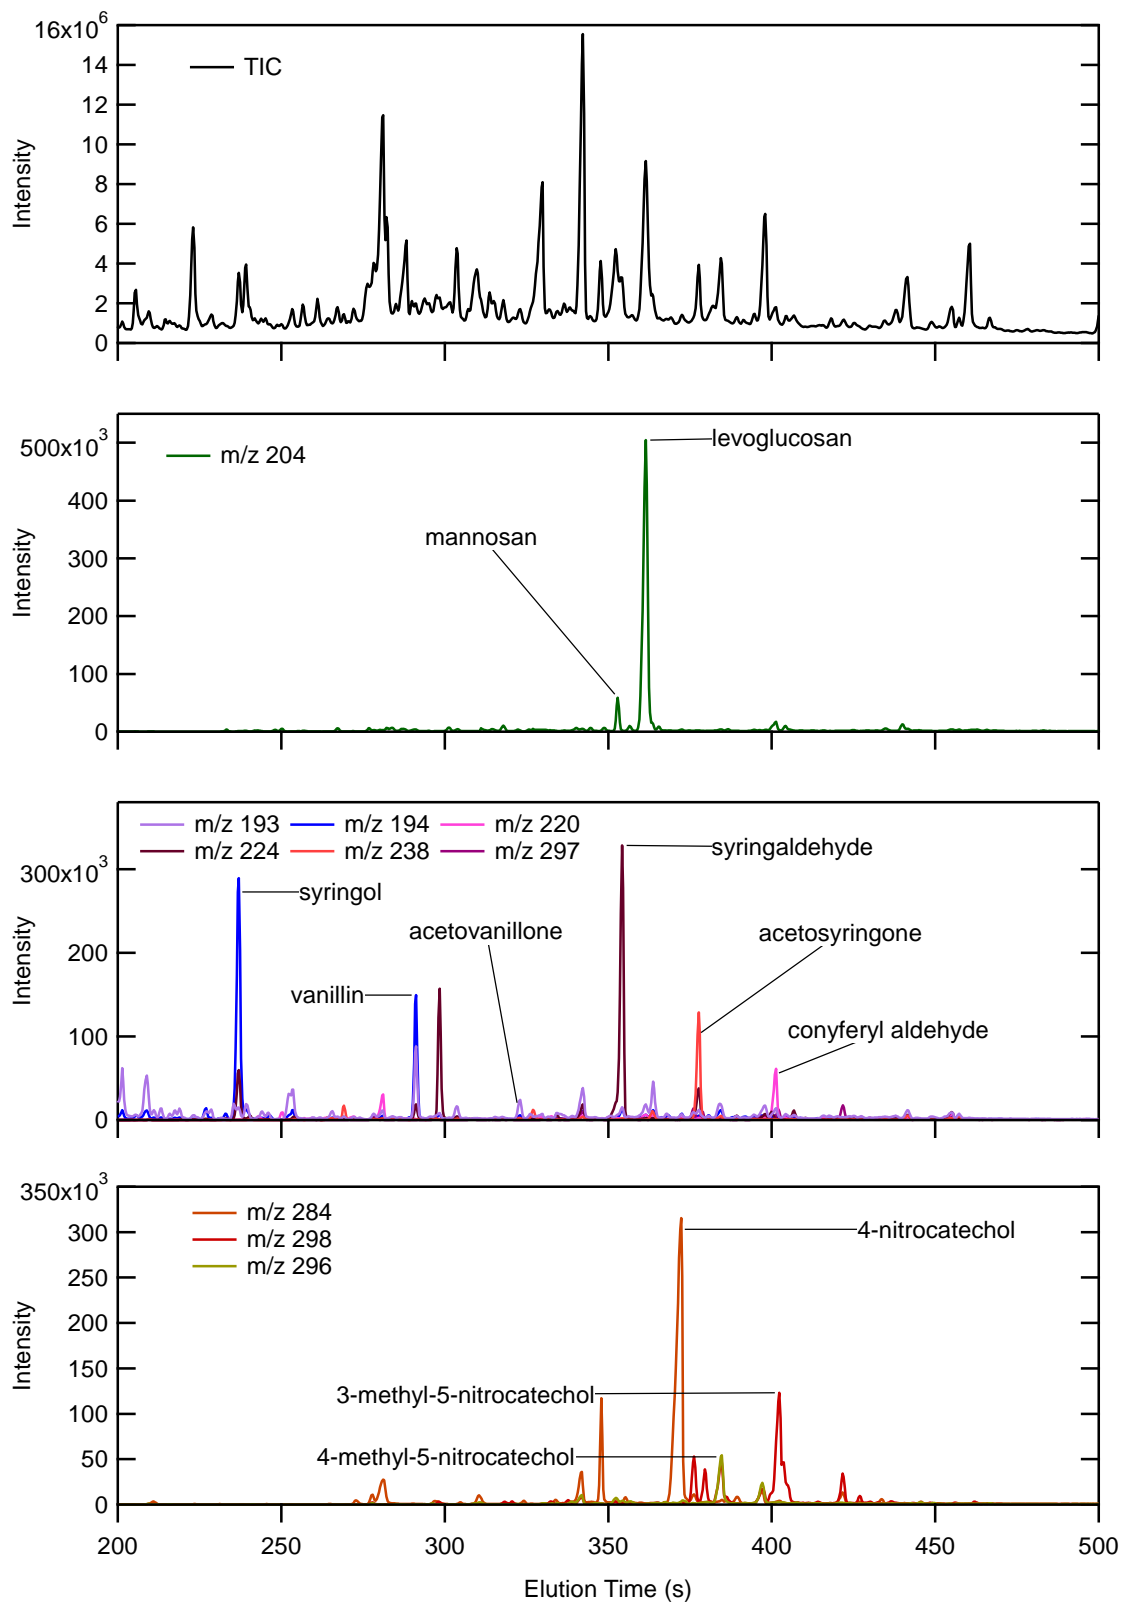 16x10^6
14
12
10
8
6
4
2
0
Intensity
TIC
500x10^3
400
300
200
100
0
Intensity
m/z 204
levoglucosan
mannosan
300x10^3
200
100
0
Intensity
m/z 193 m/z 194 m/z 220
m/z 224 m/z 238 m/z 297
syringaldehyde
syringol
acetovanillone
acetosyringone
vanillin
conyferyl aldehyde
350x10^3
300
250
200
150
100
50
0
Intensity
m/z 284
m/z 298
m/z 296
4-nitrocatechol
3-methyl-5-nitrocatechol
4-methyl-5-nitrocatechol
200 250 300 350 400 450 500
Elution Time (s)